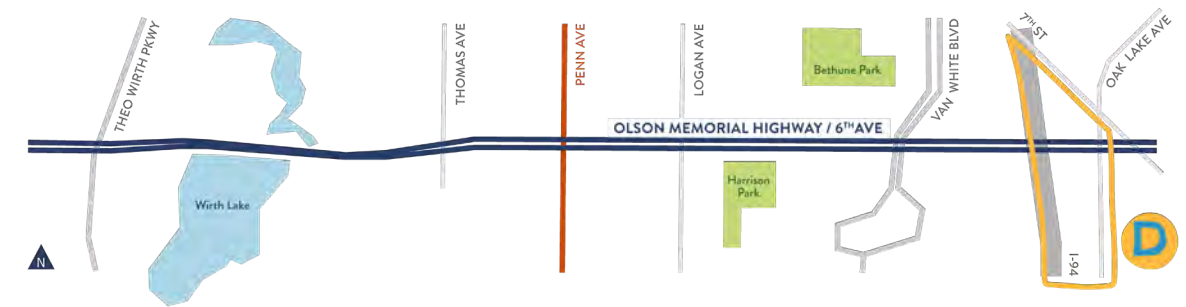 THEO WIRTH PKWY
Wirth Lake
N
THOMAS AVE
PENN AVE
LOGAN AVE
OLSON MEMORIAL HIGHWAY / 6TH AVE
Harrison
Park
Bethune Park
VAN WHITE BLVD
7TH ST
OAK LAKE AVE
I-94
D